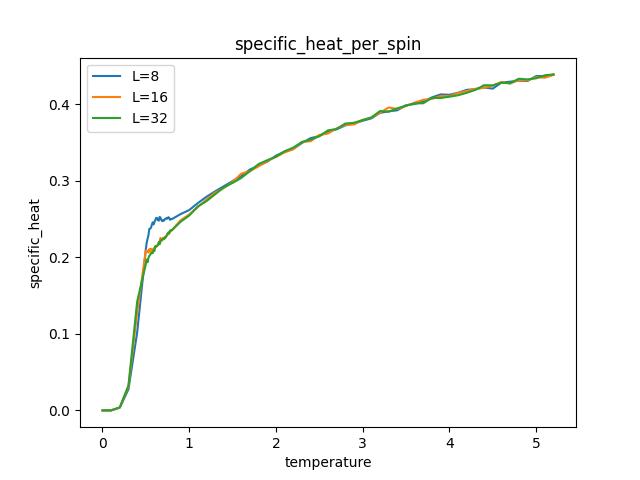 specific_heat_per_spin
L=8
L=16
L=32
0.4
0.3
0.2
0.1
0.0
specific_heat
0 1 2 3 4 5
temperature